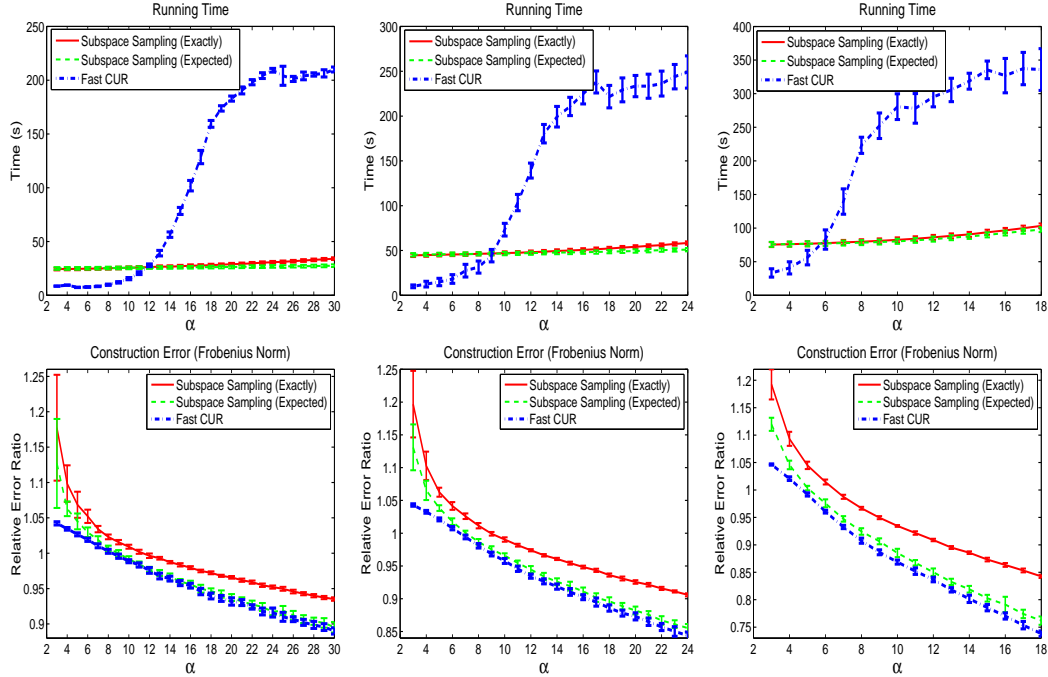 Running Time
Time (s)
250
200
150
100
50
0
Subspace Sampling (Exactly)
Subspace Sampling (Expected)
Fast CUR
2 4 6 8 10 12 14 16 18 20 22 24 26 28 30
α
Running Time
Time (s)
300
250
200
150
100
50
0
Subspace Sampling (Exactly)
Subspace Sampling (Expected)
Fast CUR
2 4 6 8 10 12 14 16 18 20 22 24
α
Running Time
Time (s)
400
350
300
250
200
150
100
50
0
Subspace Sampling (Exactly)
Subspace Sampling (Expected)
Fast CUR
2 4 6 8 10 12 14 16 18
α
Construction Error (Frobenius Norm)
Relative Error Ratio
1.25
1.2
1.15
1.1
1.05
1
0.95
0.9
Subspace Sampling (Exactly)
Subspace Sampling (Expected)
Fast CUR
2 4 6 8 10 12 14 16 18 20 22 24 26 28 30
α
Construction Error (Frobenius Norm)
Relative Error Ratio
1.25
1.2
1.15
1.1
1.05
1
0.95
0.9
0.85
Subspace Sampling (Exactly)
Subspace Sampling (Expected)
Fast CUR
2 4 6 8 10 12 14 16 18 20 22 24
α
Construction Error (Frobenius Norm)
Relative Error Ratio
1.2
1.15
1.1
1.05
1
0.95
0.9
0.85
0.8
0.75
Subspace Sampling (Exactly)
Subspace Sampling (Expected)
Fast CUR
2 4 6 8 10 12 14 16 18
α